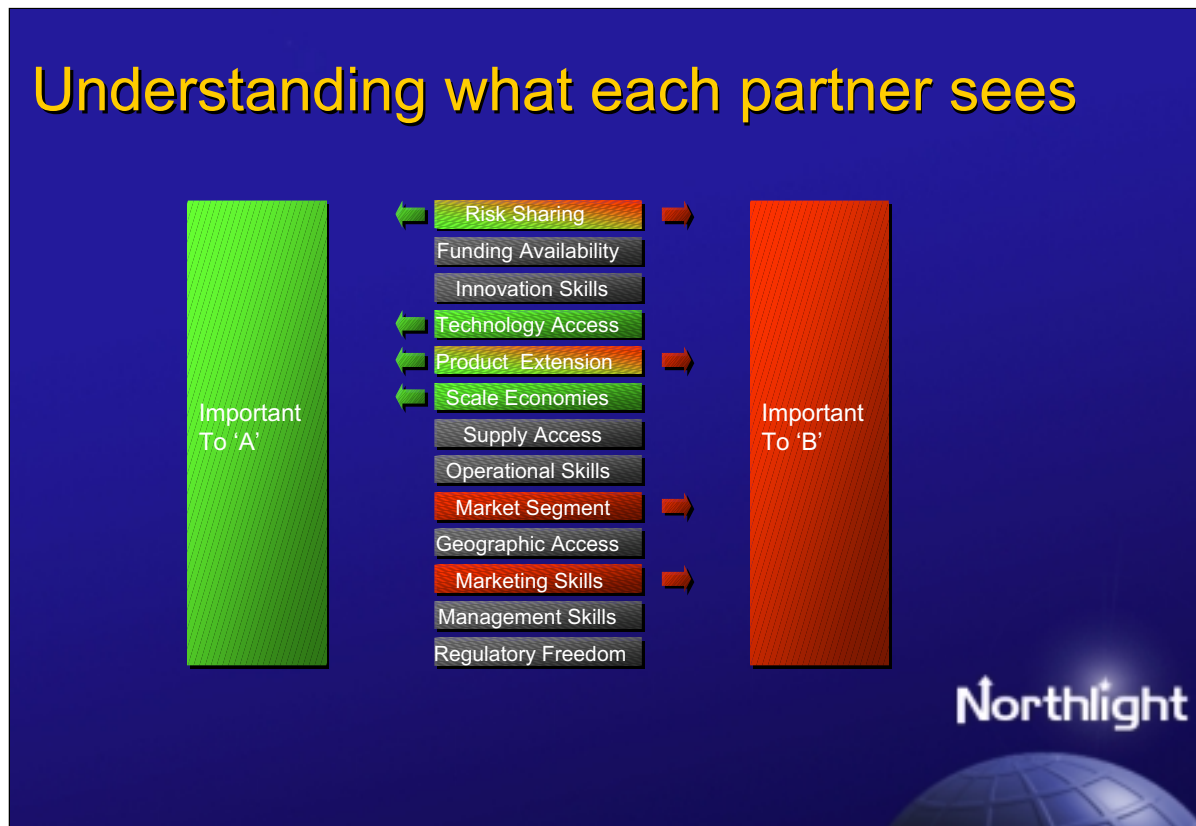 Understanding what each partner sees
Important
To ‘A’
Risk Sharing
Funding Availability
Innovation Skills
Technology Access
Product  Extension
Scale Economies
Supply Access
Operational Skills
Market Segment
Geographic Access
Marketing Skills
Management Skills
Regulatory Freedom
Important
To ‘B’
Northlight